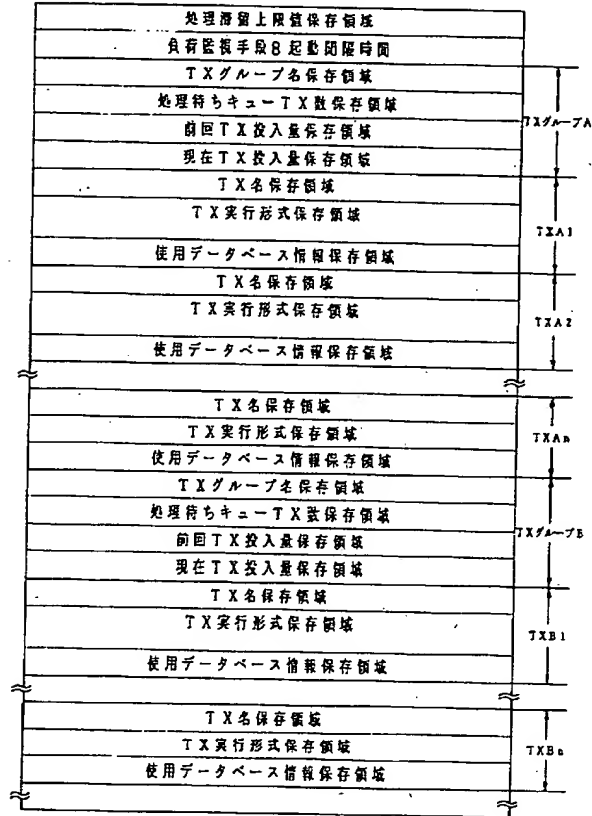 処理滞留上限値保存領域
負荷監視手段8起動間隔時間
TXグループ名保存領域
処理待ちキューTX数保存領域
前回TX投入量保存領域
現在TX投入量保存領域
TXグループA
TX名保存領域
TX実行形式保存領域
使用データベース情報保存領域
TXA1
TX名保存領域
TX実行形式保存領域
使用データベース情報保存領域
TXA2
TX名保存領域
TX実行形式保存領域
使用データベース情報保存領域
TXAn
TXグループ名保存領域
処理待ちキューTX数保存領域
前回TX投入量保存領域
現在TX投入量保存領域
TXグループB
TX名保存領域
TX実行形式保存領域
使用データベース情報保存領域
TXB1
TX名保存領域
TX実行形式保存領域
使用データベース情報保存領域
TXBn